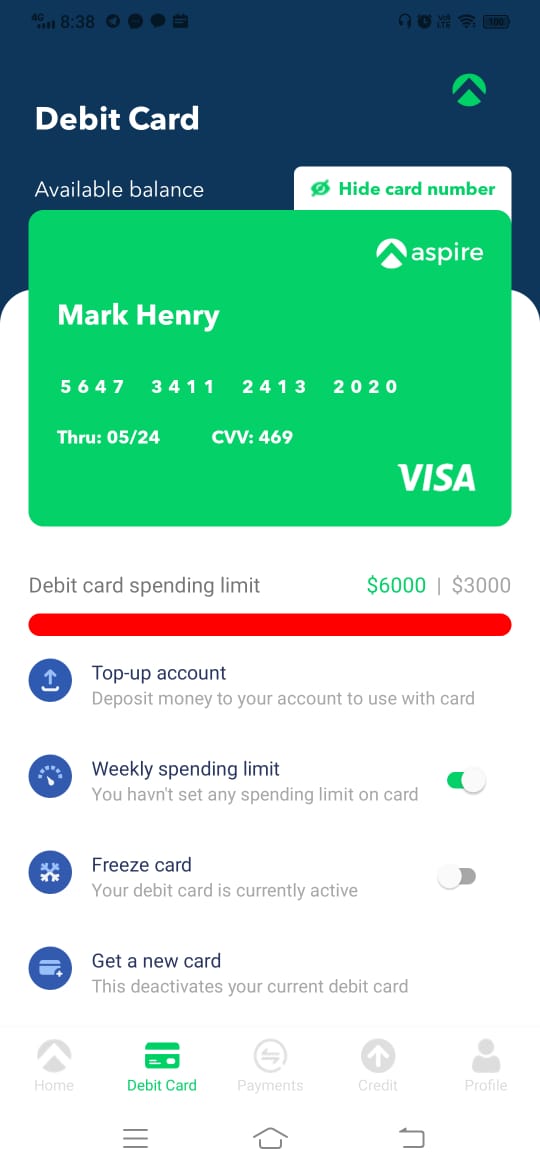 4G 8:38 VoI LTE 100
Debit Card
Available balance
Hide card number
aspire
Mark Henry
5647 3411 2413 2020
Thru: 05/24 CVV: 469
VISA
Debit card spending limit $6000 | $3000
Top-up account
Deposit money to your account to use with card
Weekly spending limit
You havn't set any spending limit on card
Freeze card
Your debit card is currently active
Get a new card
This deactivates your current debit card
Home Debit Card Payments Credit Profile